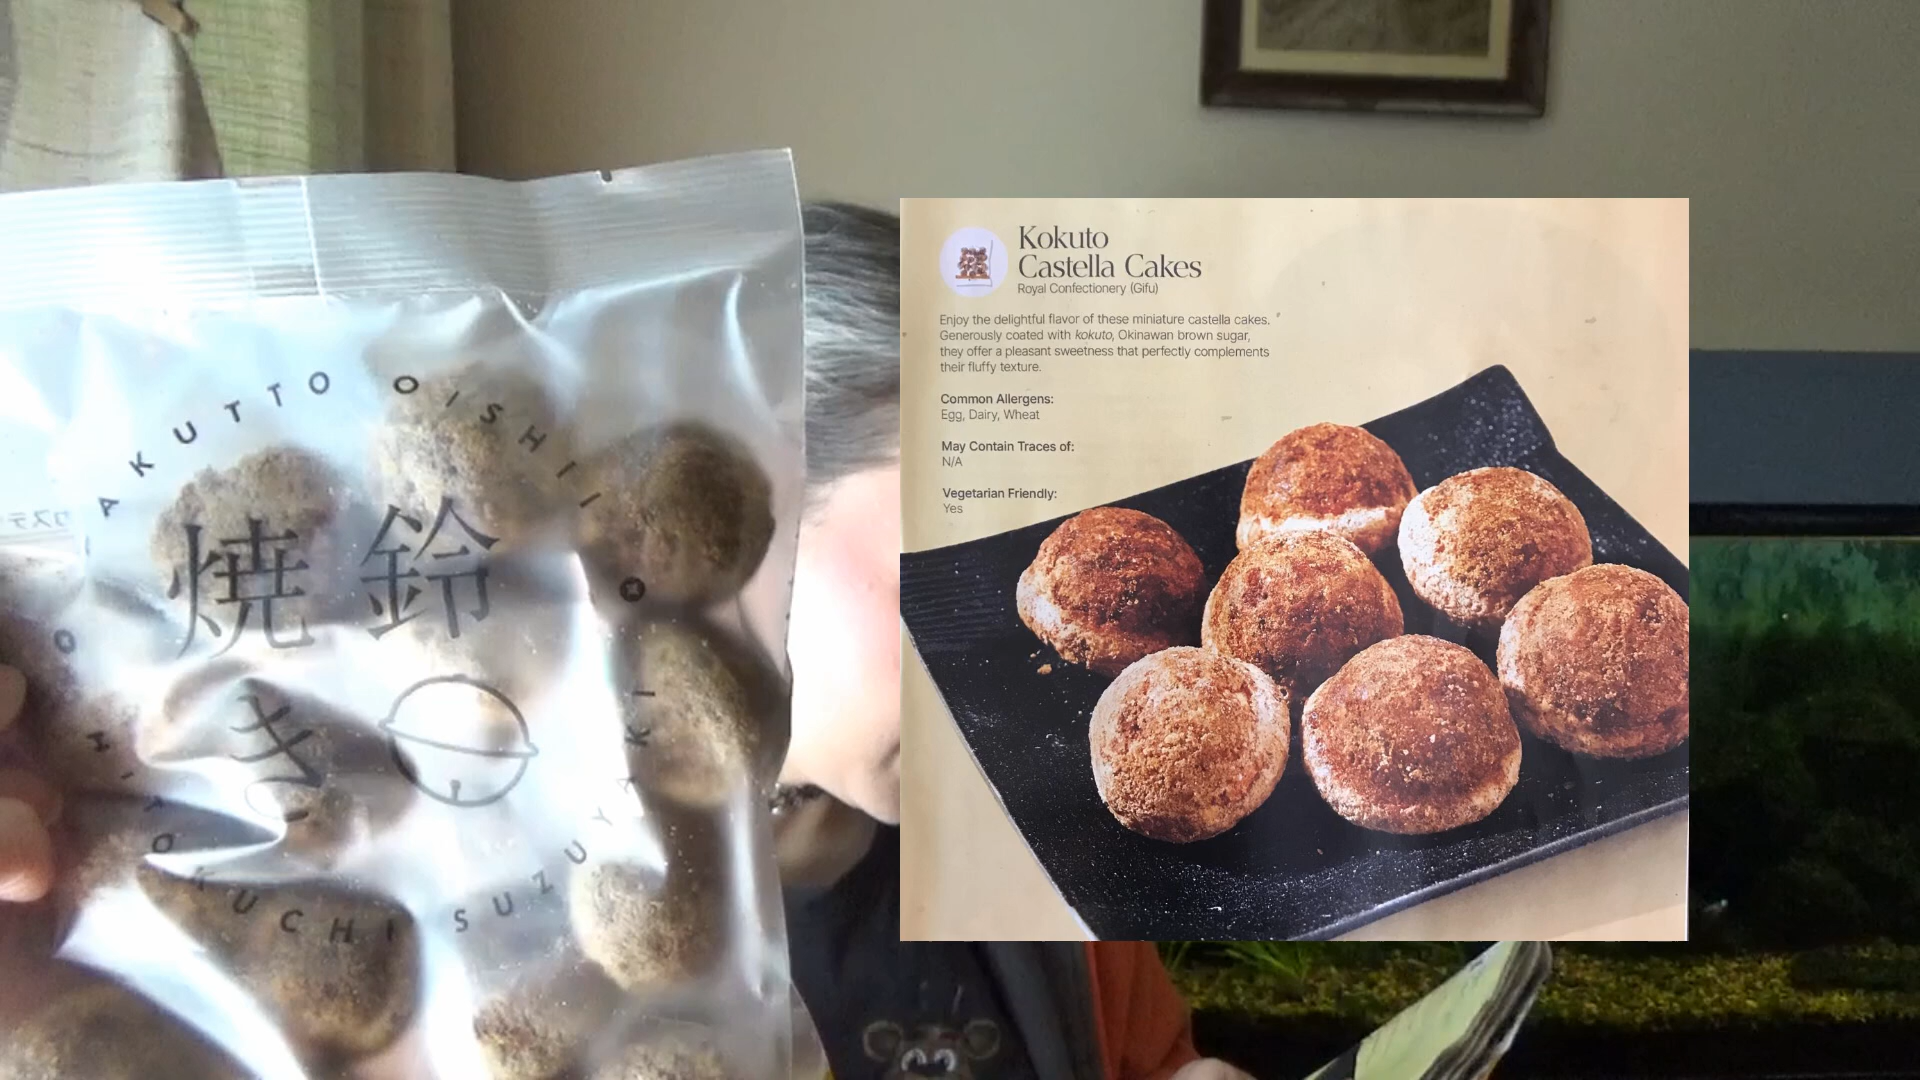 PAKUTTO OISHII
鈴
焼
き
HITOKUCHI SUZUYAKI
Kokuto
Castella Cakes
Royal Confectionery (Gifu)
Enjoy the delightful flavor of these miniature castella cakes.
Generously coated with kokuto, Okinawan brown sugar,
they offer a pleasant sweetness that perfectly complements
their fluffy texture.
Common Allergens:
Egg, Dairy, Wheat
May Contain Traces of:
N/A
Vegetarian Friendly:
Yes